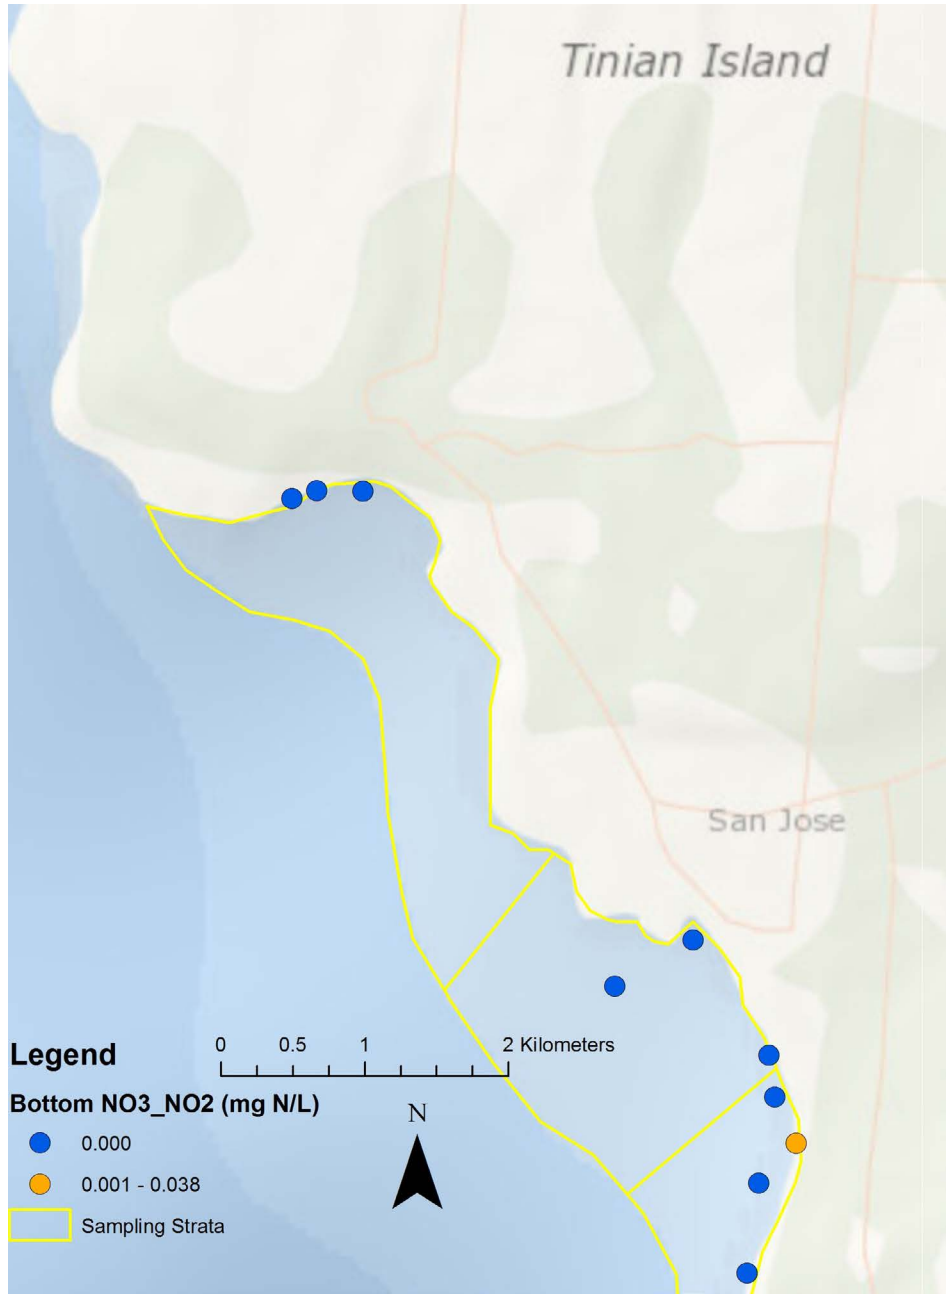 Tinian Island
San Jose
Legend
0 0.5 1 2 Kilometers
Bottom NO3_NO2 (mg N/L)
N
0.000
0.001 - 0.038
Sampling Strata